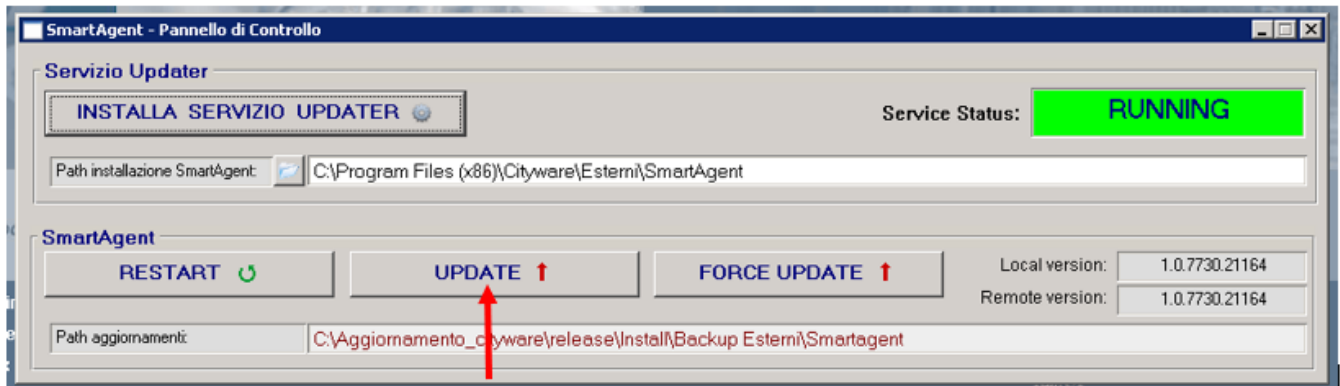 SmartAgent - Pannello di Controllo
Servizio Updater
INSTALLA SERVIZIO UPDATER
Service Status:
RUNNING
Path installazione SmartAgent:
C:\Program Files (x86)\Cityware\Esterni\SmartAgent
SmartAgent
RESTART
UPDATE
FORCE UPDATE
Local version:
1.0.7730.21164
Remote version:
1.0.7730.21164
Path aggiornamenti:
C:\Aggiornamento_cityware\release\Install\Backup Esterni\Smartagent